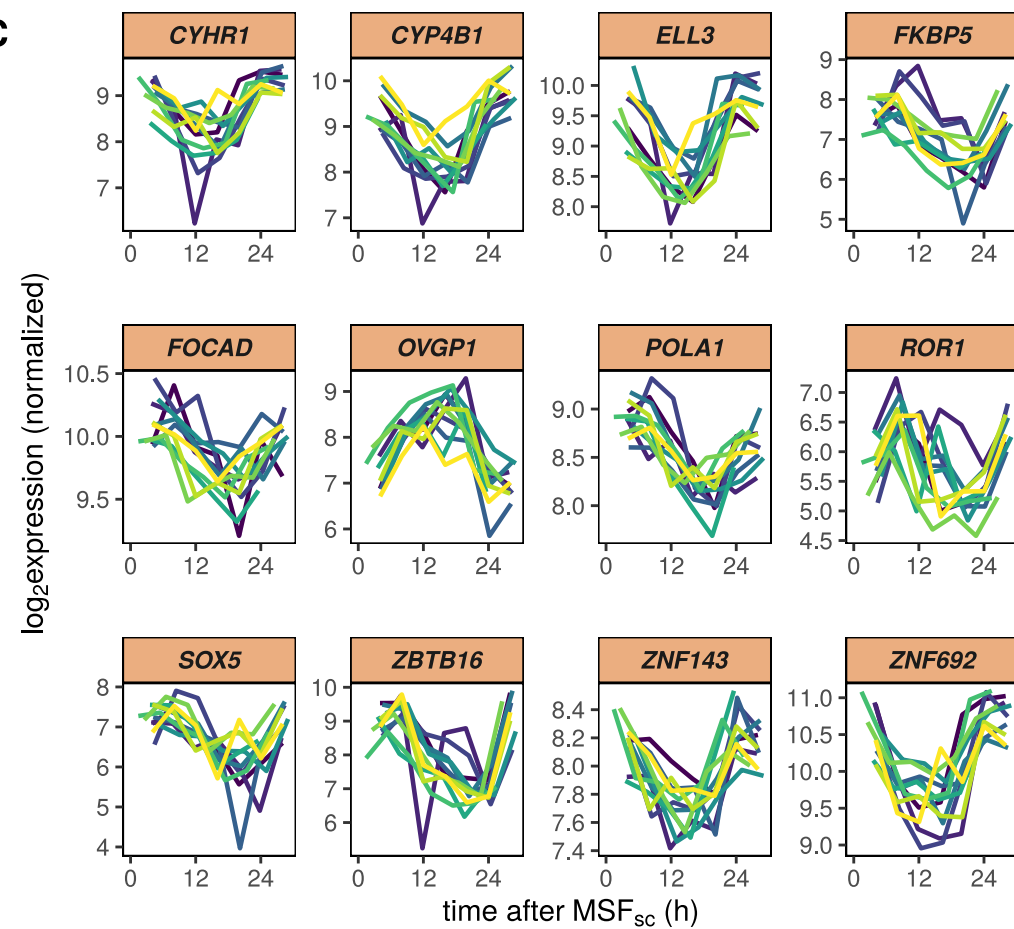 C
CYHR1 CYP4B1 ELL3 FKBP5
9 8 7 0 12 24
10 9 8 7 0 12 24
10.0 9.5 9.0 8.5 8.0 0 12 24
9 8 7 6 5 0 12 24
log2expression (normalized)
FOCAD OVGP1 POLA1 ROR1
10.5 10.0 9.5 0 12 24
9 8 7 6 0 12 24
9.0 8.5 8.0 0 12 24
7.0 6.5 6.0 5.5 5.0 4.5 0 12 24
SOX5 ZBTB16 ZNF143 ZNF692
8 7 6 5 4 0 12 24
10 9 8 7 6 0 12 24
8.4 8.2 8.0 7.8 7.6 7.4 0 12 24
11.0 10.5 10.0 9.5 9.0 0 12 24
time after MSFsc (h)